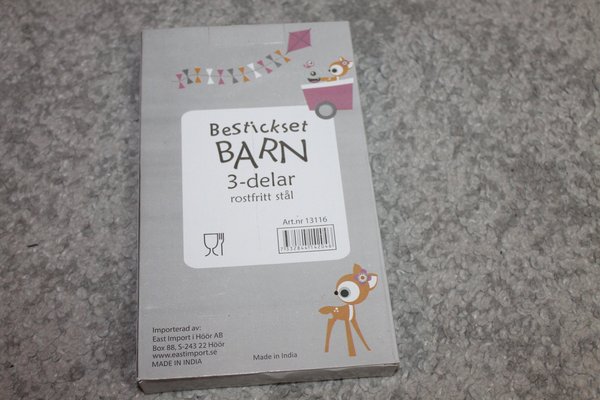 BeStickset
BARN
3-delar
rostfritt stål
Art.nr 13116
Importerad av:
East Import i Höör AB
Box 88, S-243 22 Höör
www.eastimport.se
MADE IN INDIA
Made in India